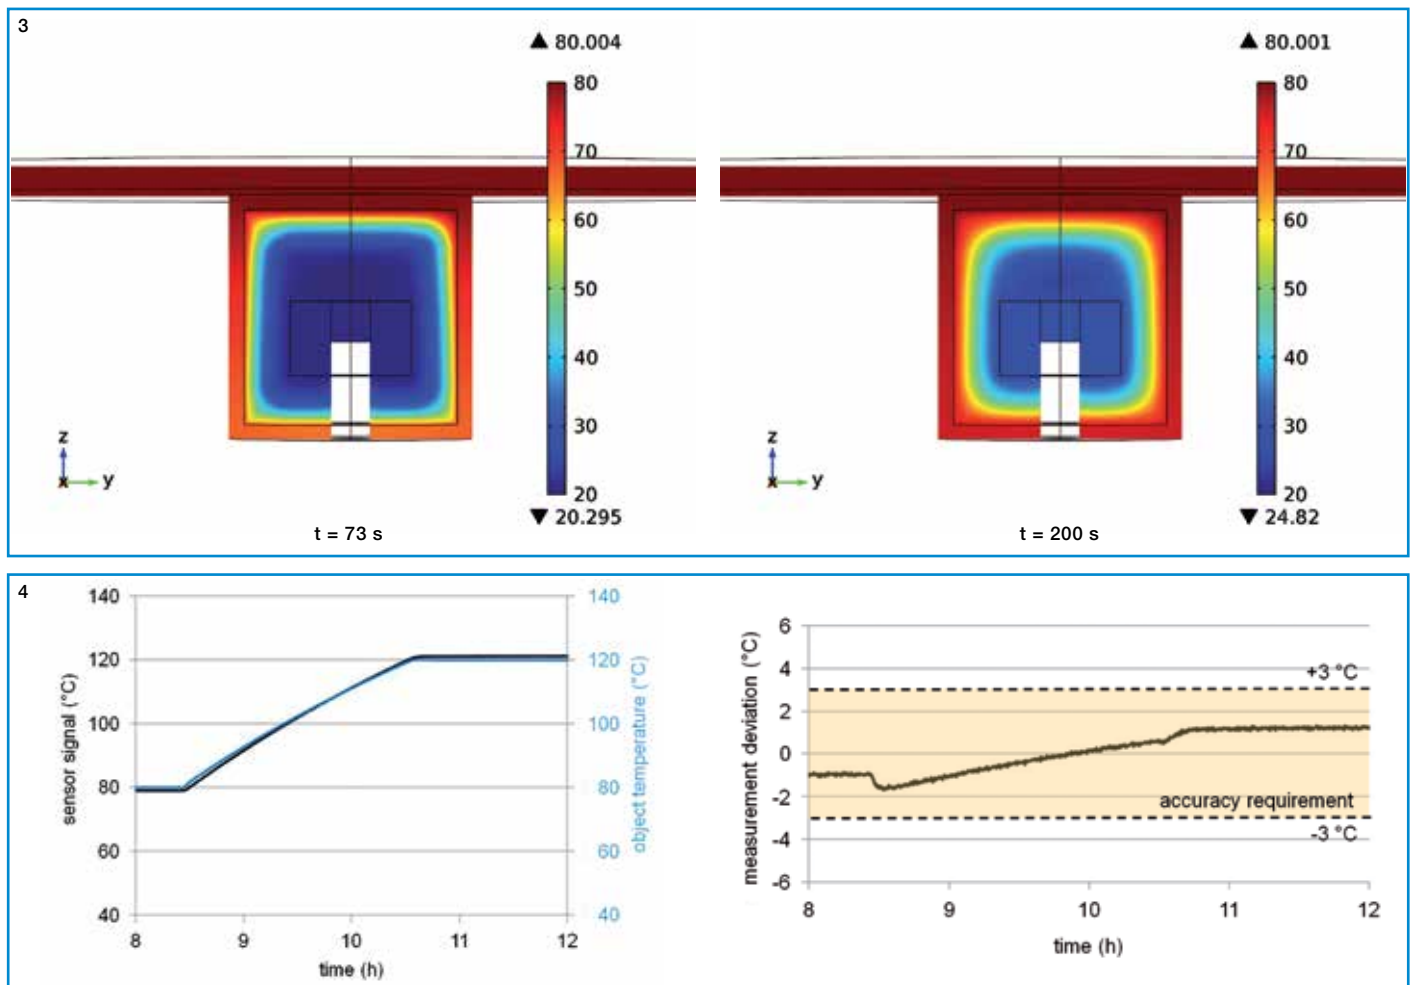 3
▲ 80.004
80
70
60
50
40
30
20
▼ 20.295
z
y
x
t = 73 s
▲ 80.001
80
70
60
50
40
30
20
▼ 24.82
z
y
x
t = 200 s
4
140
120
100
80
60
40
sensor signal (°C)
8 9 10 11 12
time (h)
140
120
100
80
60
40
object temperature (°C)
6
4
2
0
-2
-4
-6
measurement deviation (°C)
+3 °C
accuracy requirement
-3 °C
8 9 10 11 12
time (h)